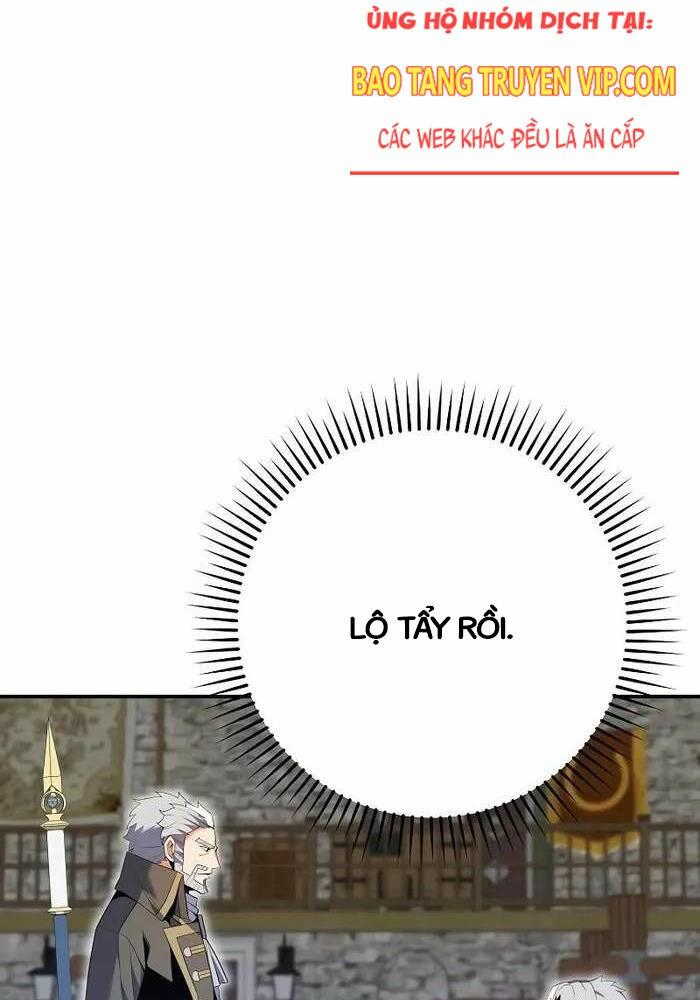 ỦNG HỘ NHÓM DỊCH TẠI:
BAO TANG TRUYEN VIP.COM
CÁC WEB KHÁC ĐỀU LÀ ĂN CẮP
LỘ TẨY RỒI.